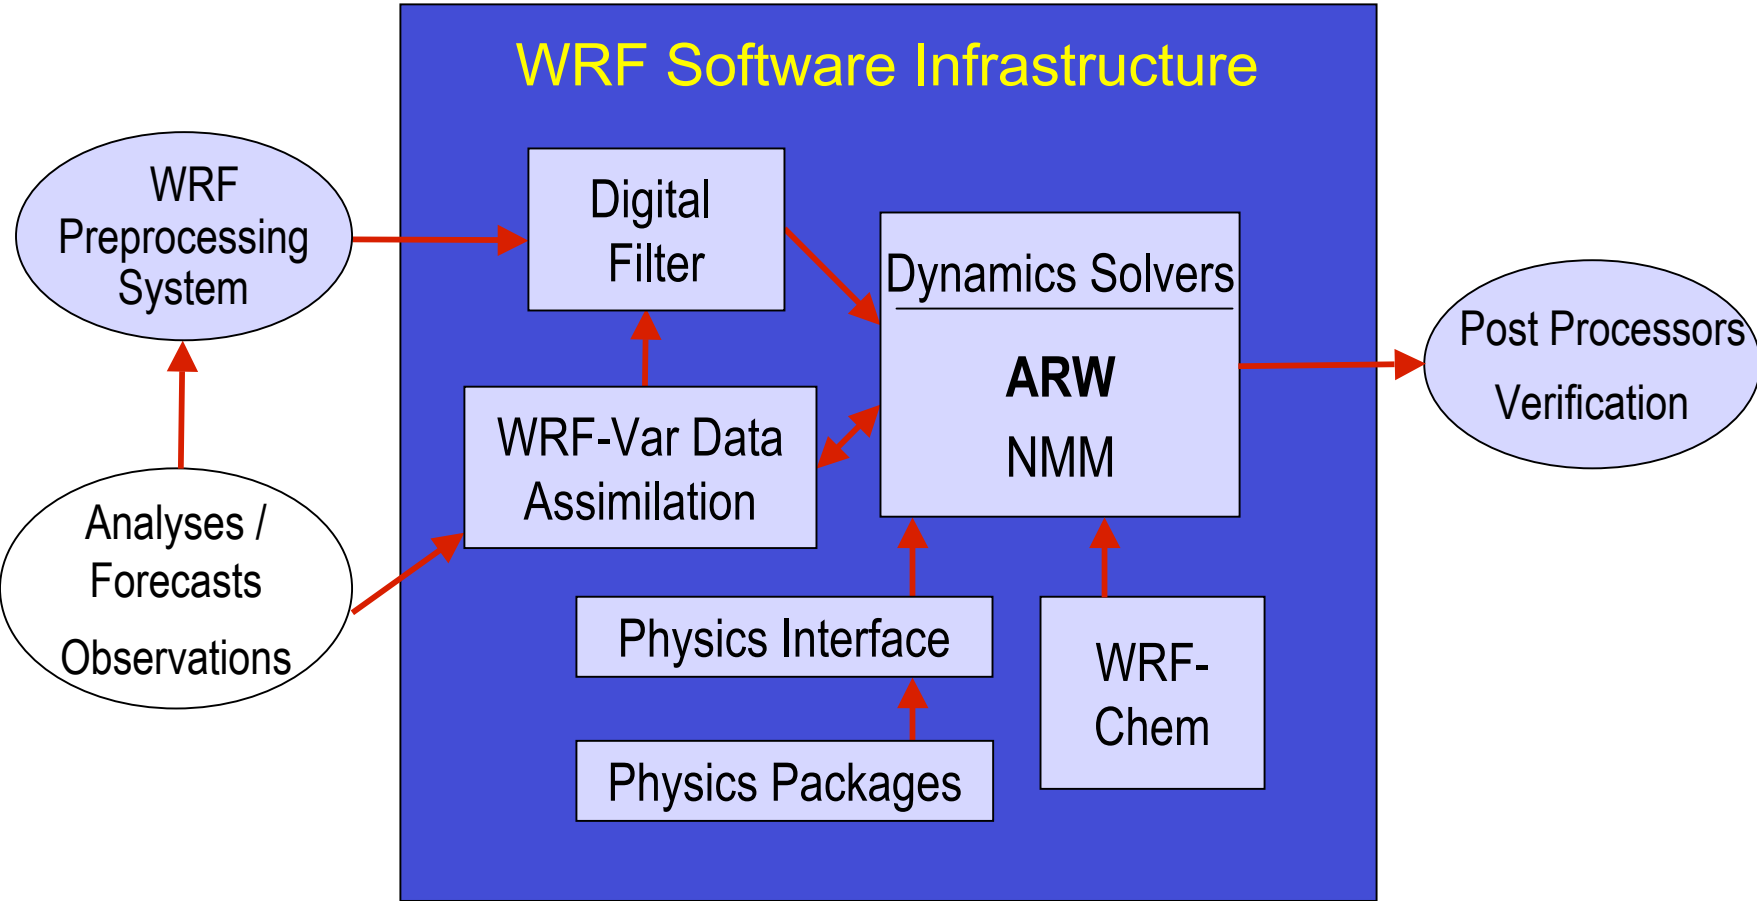 WRF Software Infrastructure
WRF
Preprocessing
System
Digital
Filter
Dynamics Solvers
ARW
NMM
Post Processors
Verification
WRF-Var Data
Assimilation
Analyses /
Forecasts
Observations
Physics Interface
WRF-
Chem
Physics Packages